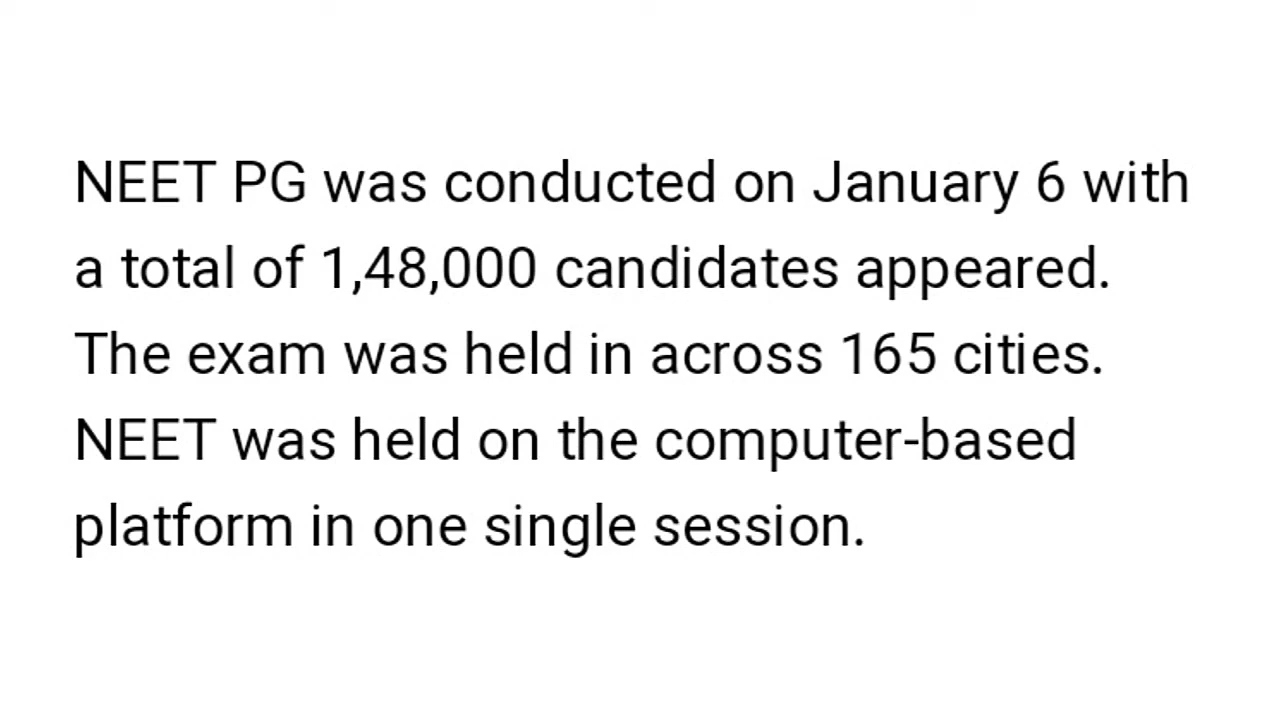 NEET PG was conducted on January 6 with
a total of 1,48,000 candidates appeared.
The exam was held in across 165 cities.
NEET was held on the computer-based
platform in one single session.